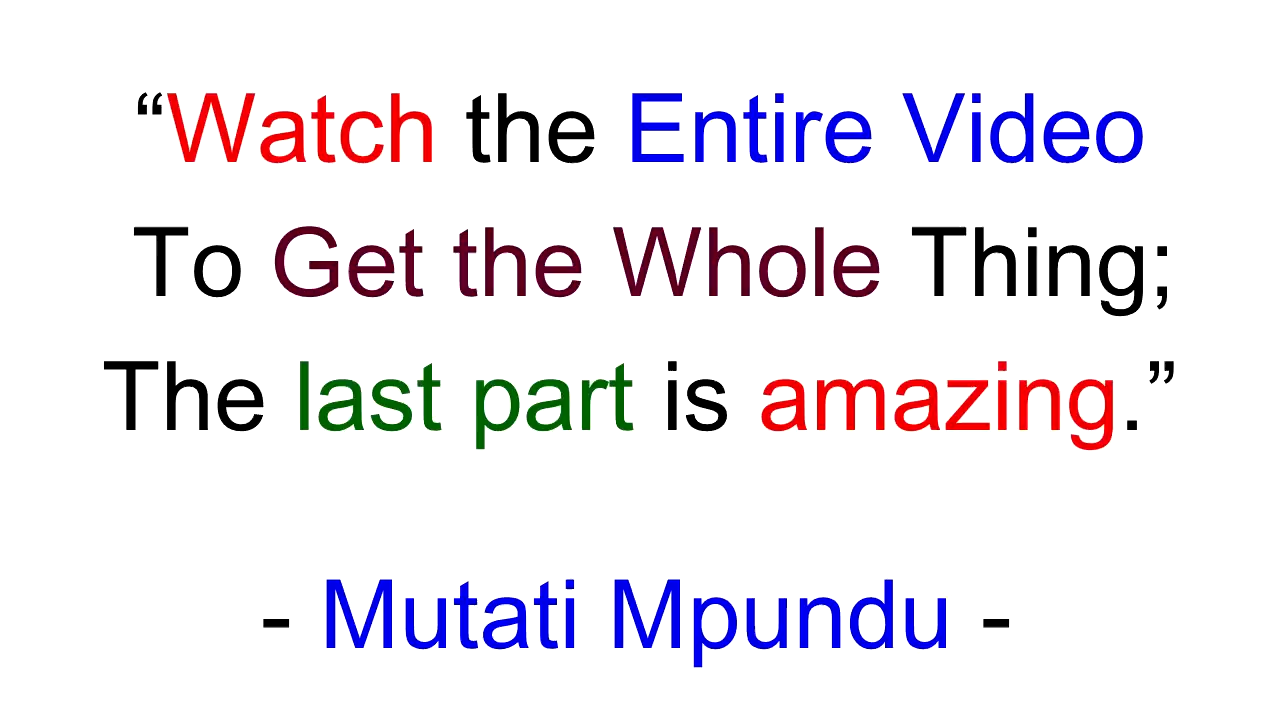 “Watch the Entire Video
To Get the Whole Thing;
The last part is amazing.”
- Mutati Mpundu -